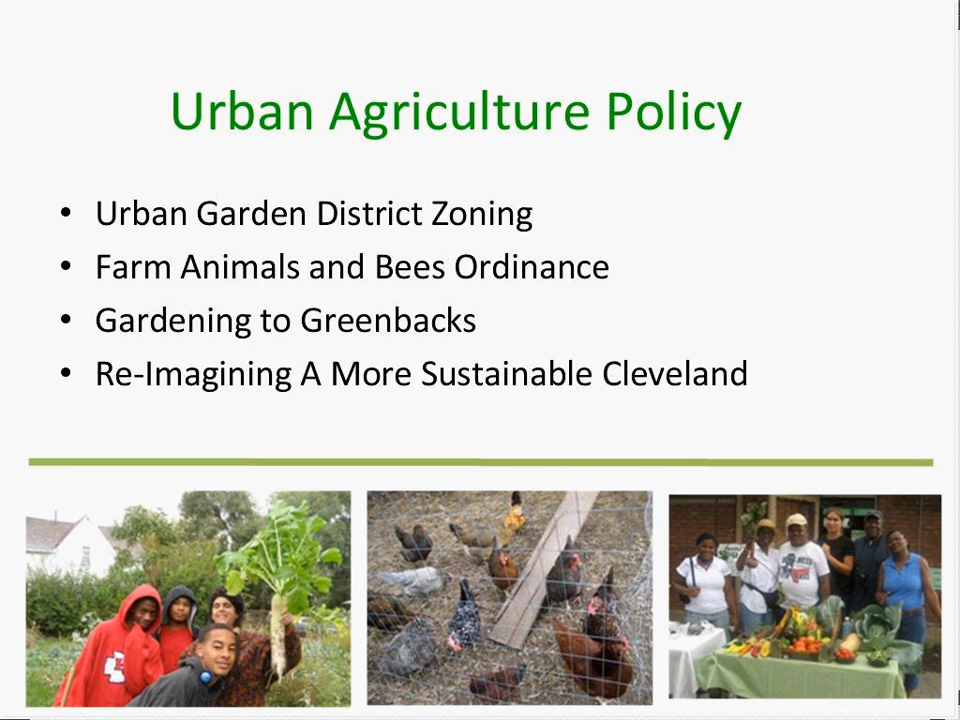 Urban Agriculture Policy
• Urban Garden District Zoning
• Farm Animals and Bees Ordinance
• Gardening to Greenbacks
• Re-Imagining A More Sustainable Cleveland